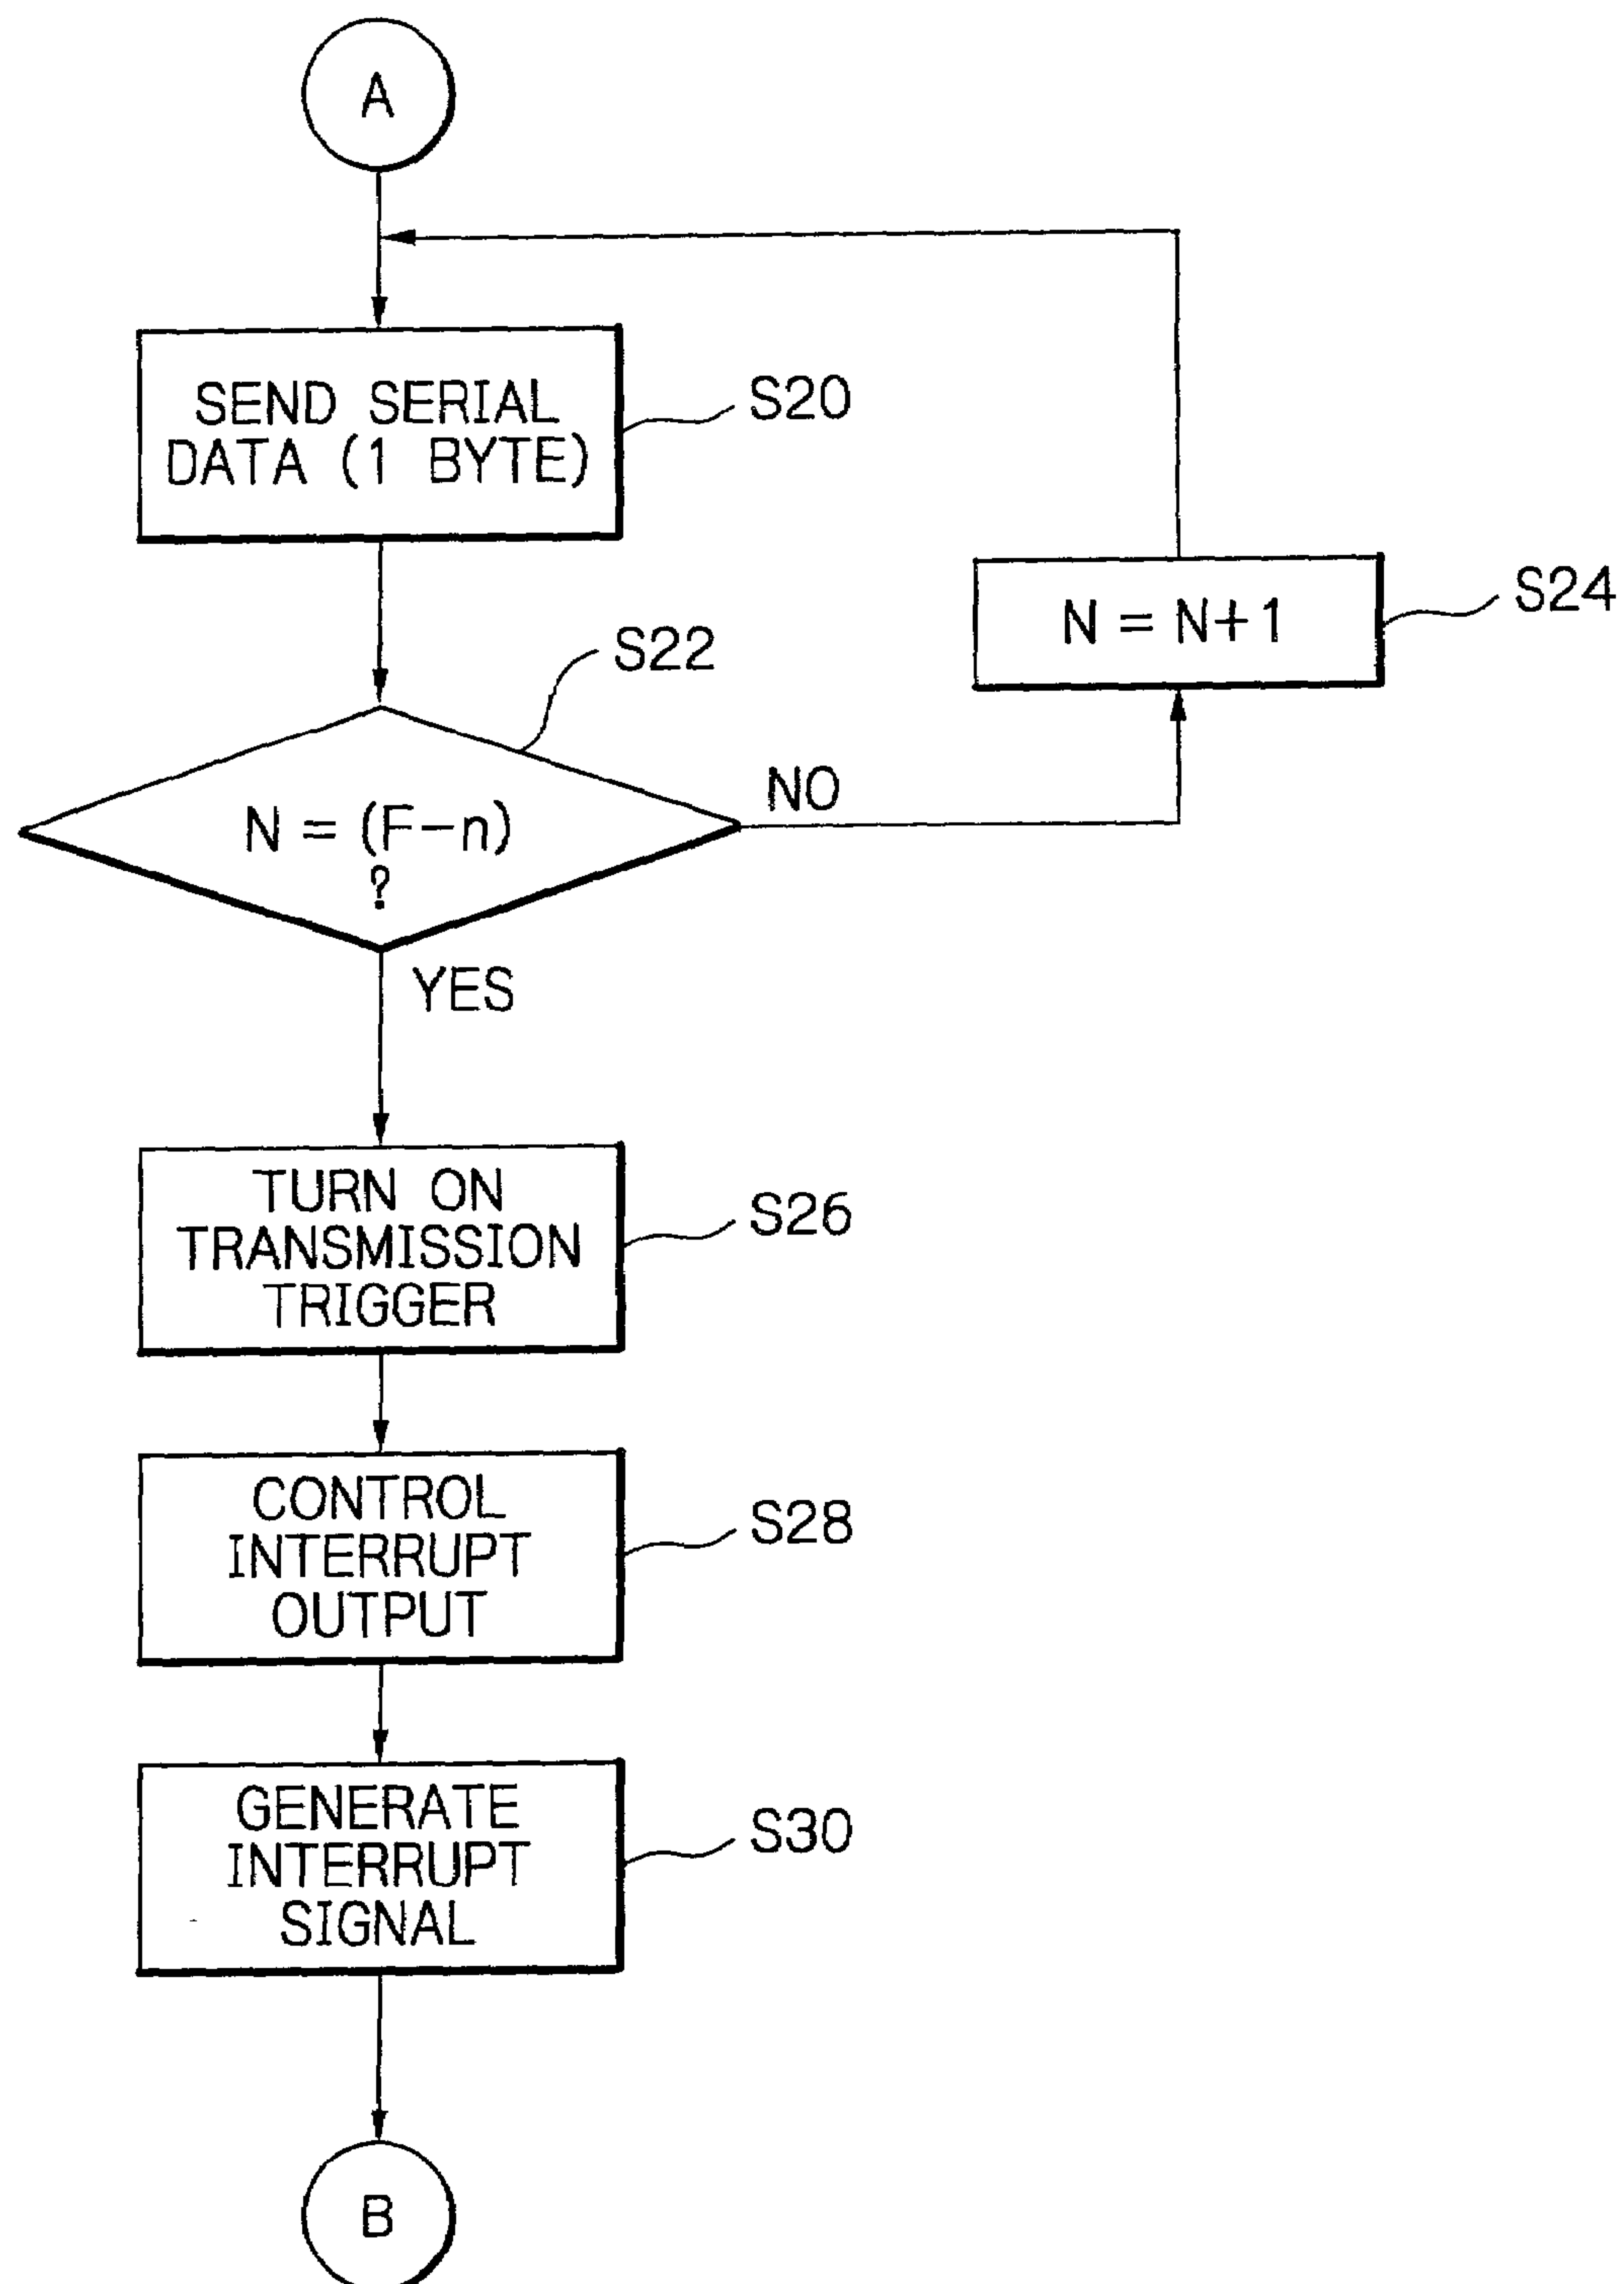 A
SEND SERIAL
DATA (1 BYTE)
S20
N = N+1
S24
S22
N = (F-n)
?
NO
YES
TURN ON
TRANSMISSION
TRIGGER
S26
CONTROL
INTERRUPT
OUTPUT
S28
GENERATE
INTERRUPT
SIGNAL
S30
B